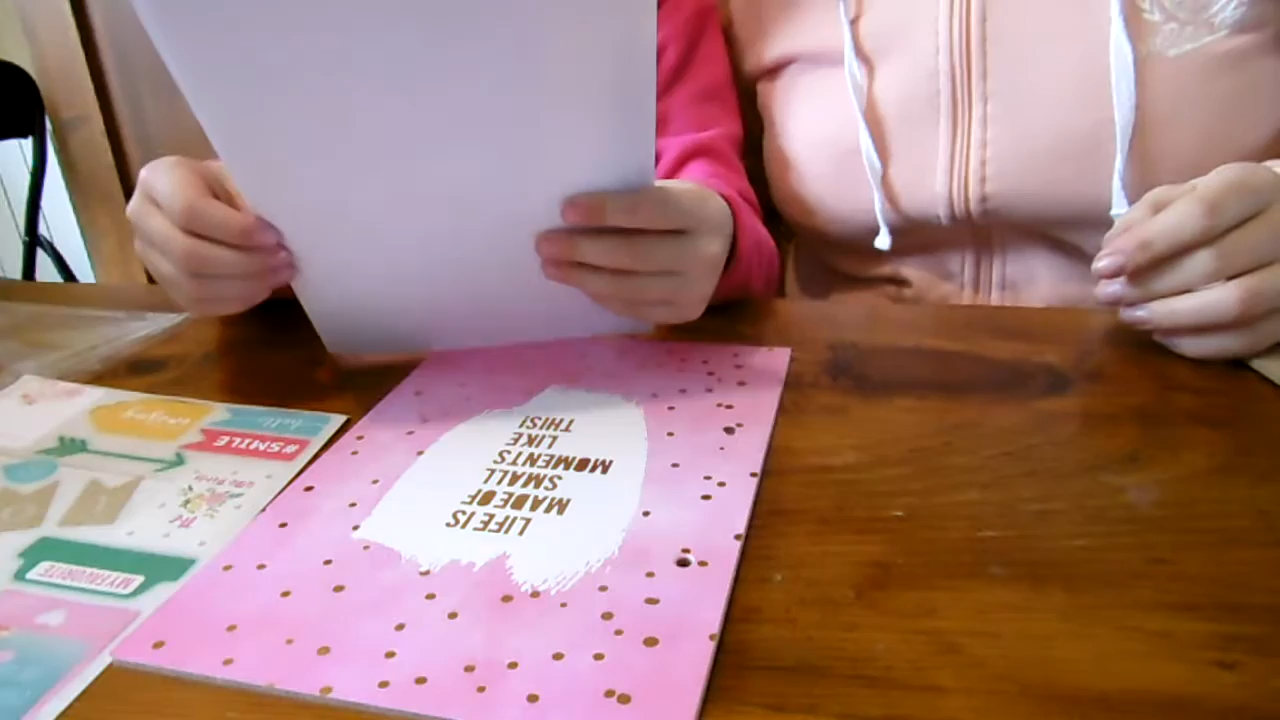 LIFE IS
MADE OF
SMALL
MOMENTS
LIKE
THIS!
hello
#SMILE
MY FAVORITE